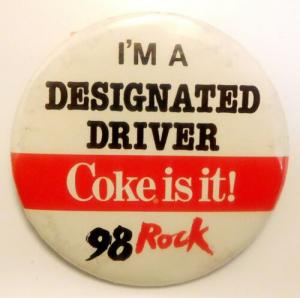 I'M A
DESIGNATED
DRIVER
Coke is it!
98 Rock